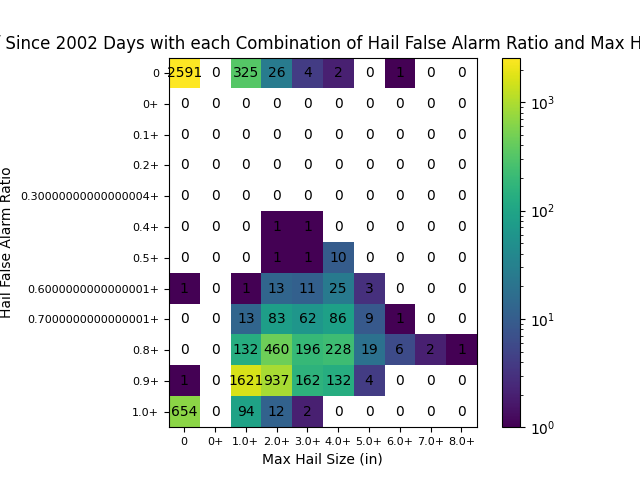 Since 2002 Days with each Combination of Hail False Alarm Ratio and Max H
Hail False Alarm Ratio
0 2591 0 325 26 4 2 0 1 0 0
0+ 0 0 0 0 0 0 0 0 0 0
0.1+ 0 0 0 0 0 0 0 0 0 0
0.2+ 0 0 0 0 0 0 0 0 0 0
0.30000000000000004+ 0 0 0 0 0 0 0 0 0 0
0.4+ 0 0 0 1 1 0 0 0 0 0
0.5+ 0 0 0 1 1 10 0 0 0 0
0.6000000000000001+ 1 0 1 13 11 25 3 0 0 0
0.7000000000000001+ 0 0 13 83 62 86 9 1 0 0
0.8+ 0 0 132 460 196 228 19 6 2 1
0.9+ 1 0 1621 937 162 132 4 0 0 0
1.0+ 654 0 94 12 2 0 0 0 0 0
0 0+ 1.0+ 2.0+ 3.0+ 4.0+ 5.0+ 6.0+ 7.0+ 8.0+
Max Hail Size (in)
10³
10²
10¹
10⁰